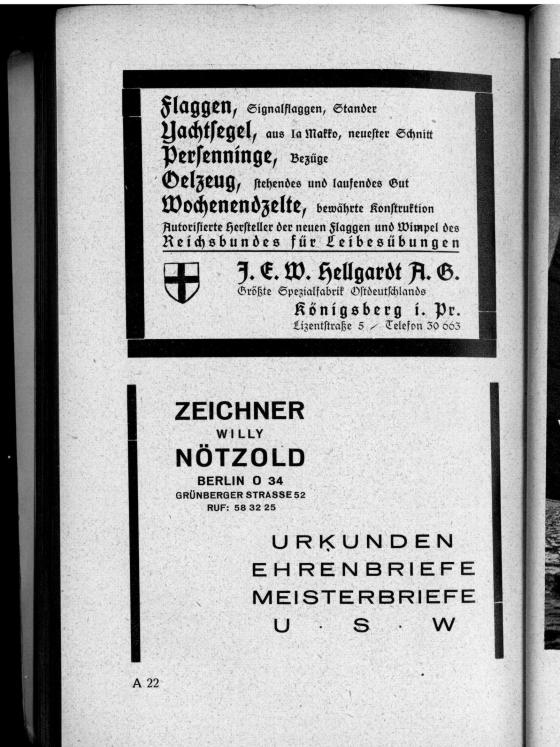 Flaggen, Signalflaggen, Stander
Yachtsegel, aus Ia Makko, neuester Schnitt
Persenninge, Bezüge
Oelzeug, stehendes und laufendes Gut
Wochenendzelte, bewährte Konstruktion
Autorisierte Hersteller der neuen Flaggen und Wimpel des
Reichsbundes für Leibesübungen
J. E. W. Hellgardt A. G.
Größte Spezialfabrik Ostdeutschlands
Königsberg i. Pr.
Lizentstraße 5 / Telefon 30 663
ZEICHNER
WILLY
NÖTZOLD
BERLIN O 34
GRÜNBERGER STRASSE 52
RUF: 58 32 25
URKUNDEN
EHRENBRIEFE
MEISTERBRIEFE
U · S · W
A 22